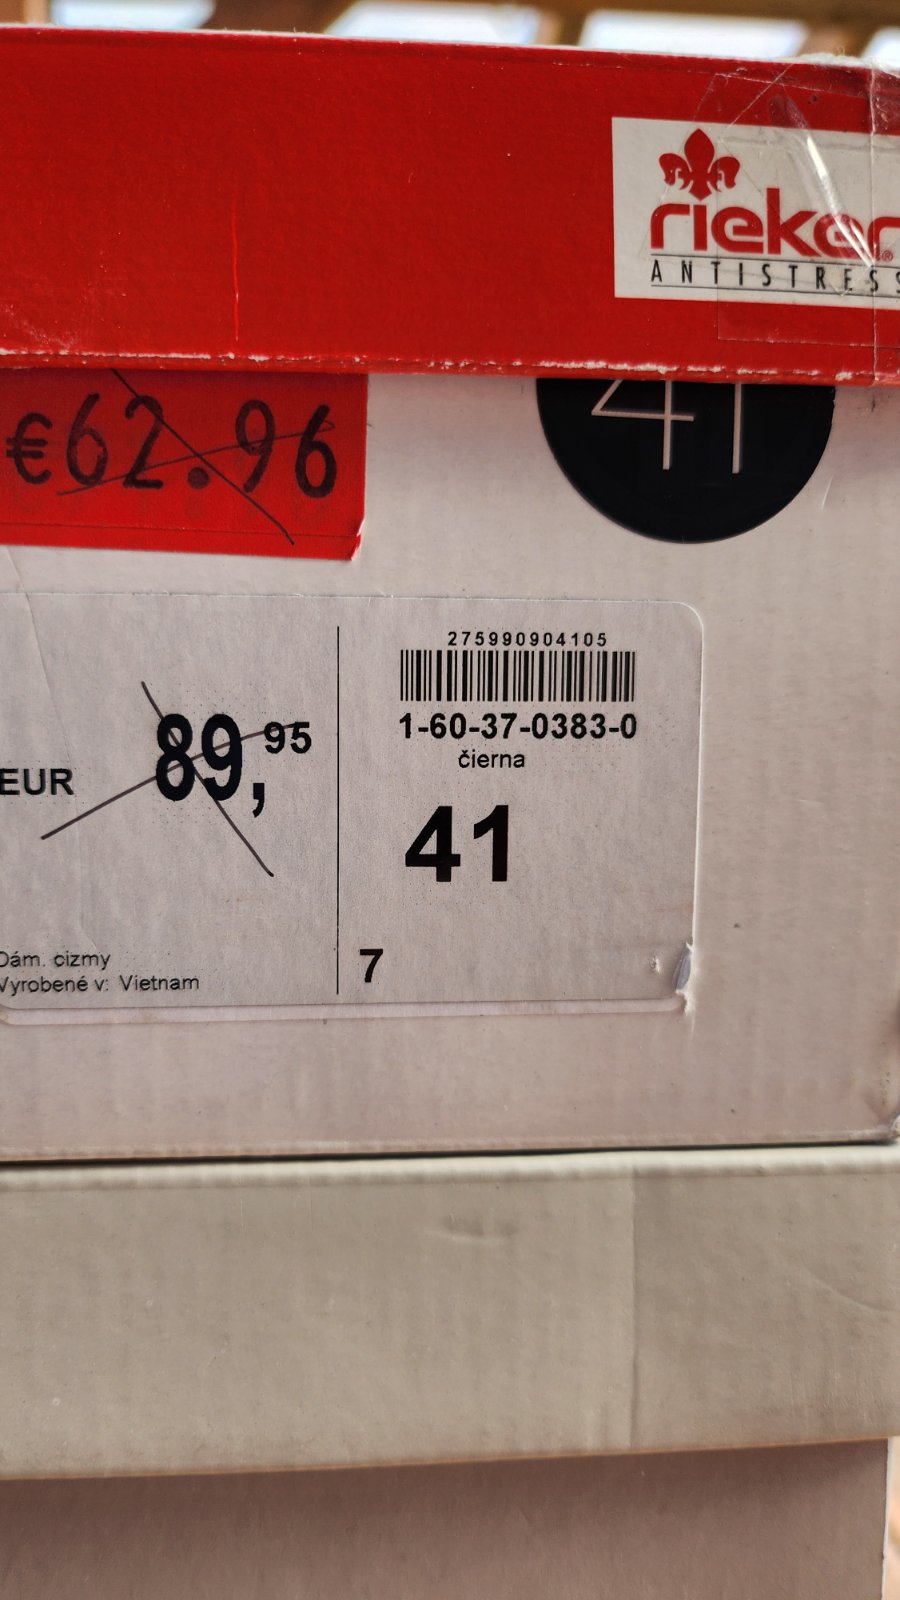 rieker®
ANTISTRESS
€62.96
41
275990904105
1-60-37-0383-0
čierna
EUR 89,95
41
Dám. cizmy
Vyrobené v: Vietnam
7